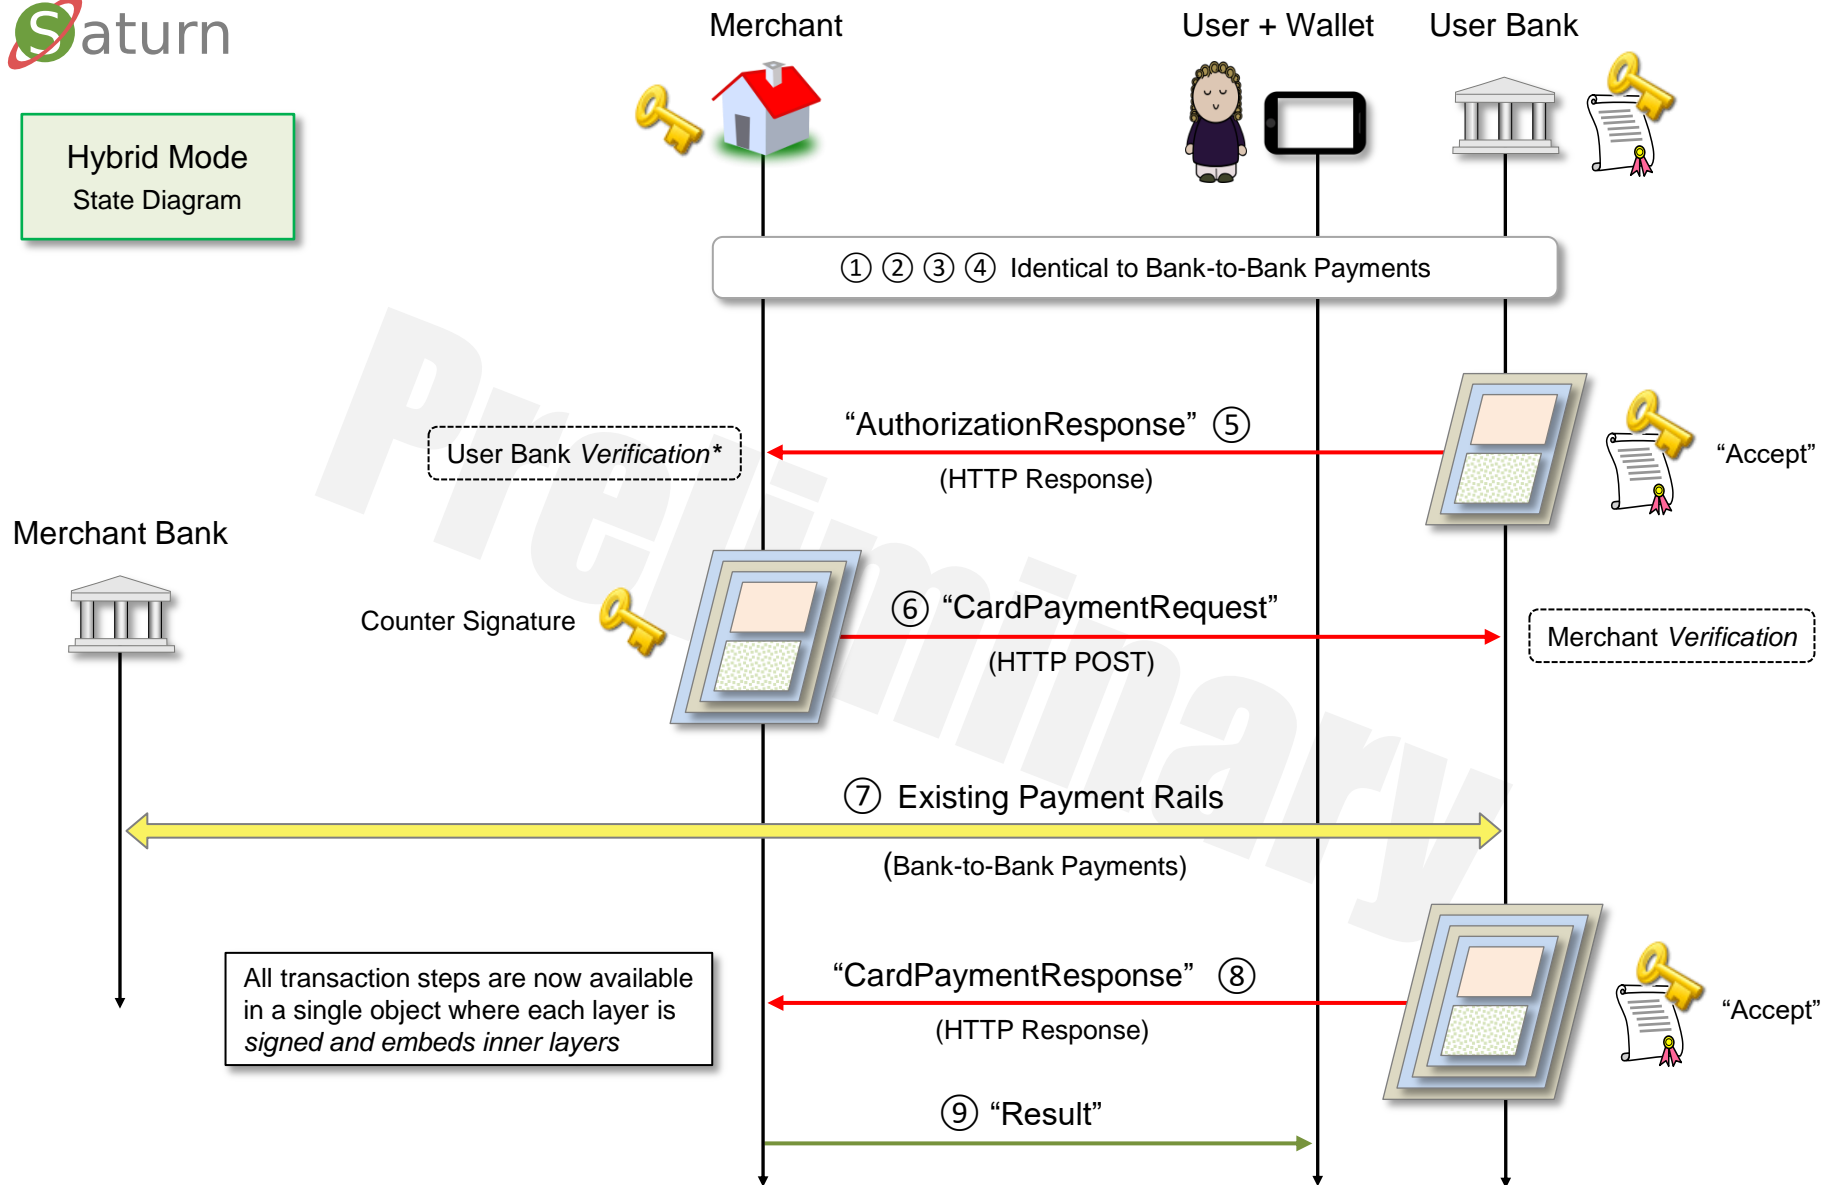 Saturn
Merchant
User + Wallet
User Bank
Hybrid Mode
State Diagram
① ② ③ ④ Identical to Bank-to-Bank Payments
“AuthorizationResponse” ⑤
(HTTP Response)
User Bank Verification*
“Accept”
Merchant Bank
Counter Signature
⑥ “CardPaymentRequest”
(HTTP POST)
Merchant Verification
⑦ Existing Payment Rails
(Bank-to-Bank Payments)
All transaction steps are now available
in a single object where each layer is
signed and embeds inner layers
“CardPaymentResponse” ⑧
(HTTP Response)
“Accept”
⑨ “Result”
Preliminary